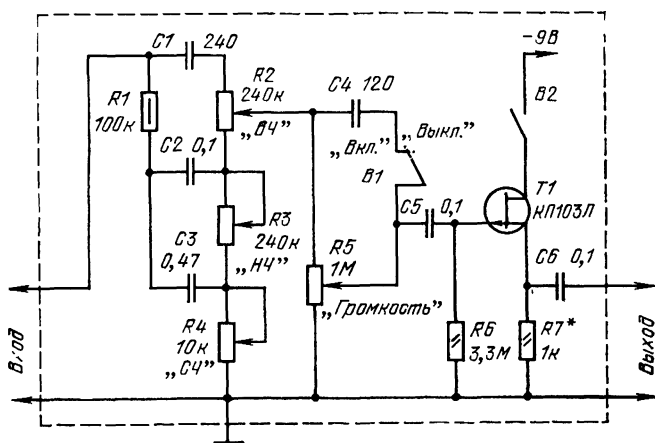 C1 240
-9В
R2
240к
„ВЧ"
C4 120
B2
R1
100к
„Вкл." „Выкл."
B1
C2 0,1
T1
КП103Л
C5 0,1
R3
240к
„НЧ"
C3
0,47
R5
1М
„Громкость"
C6 0,1
R4
10к
„СЧ"
R6
3,3М
R7*
1к
Вход
Выход